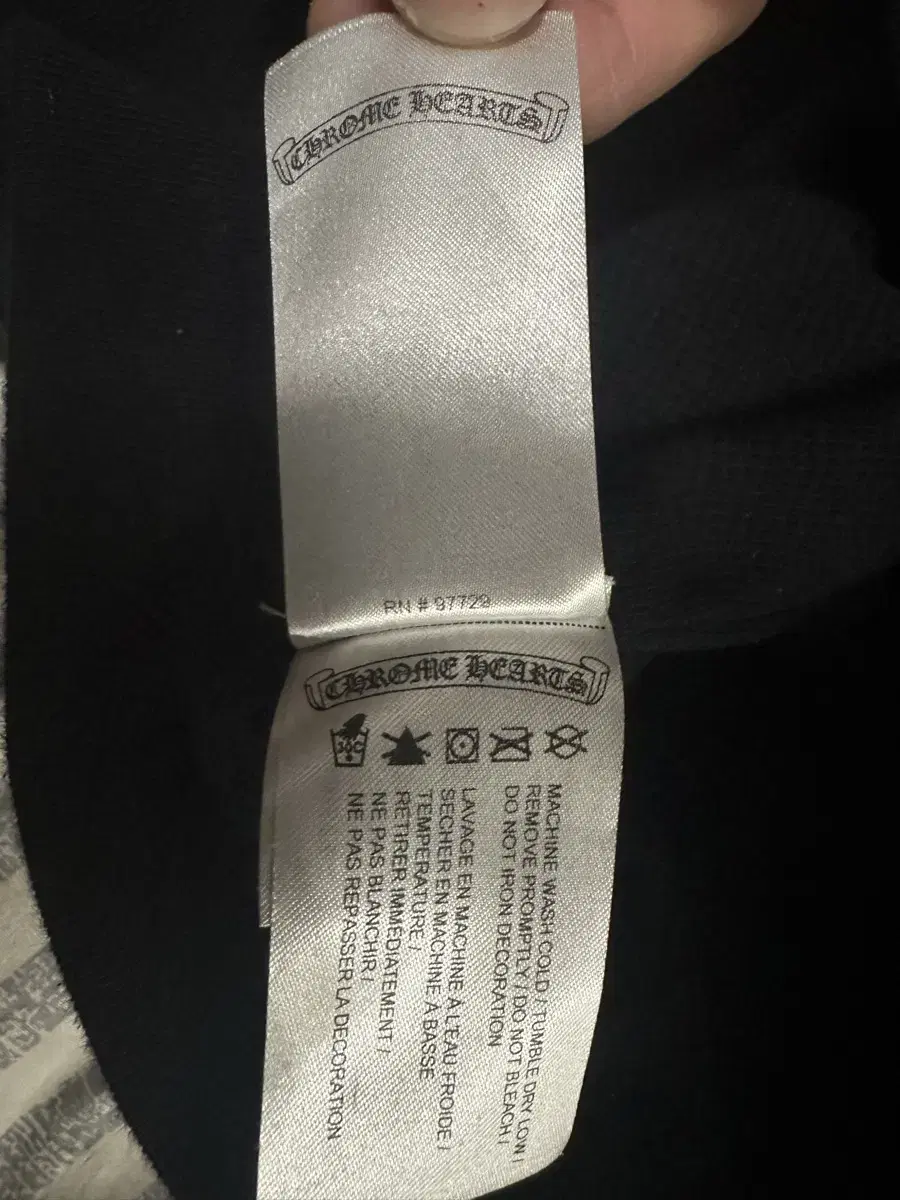 CHROME HEARTS
RN # 97729
CHROME HEARTS
30C
MACHINE WASH COLD / TUMBLE DRY LOW /
REMOVE PROMPTLY / DO NOT BLEACH /
DO NOT IRON DECORATION
LAVAGE EN MACHINE À L'EAU FROIDE /
SECHER EN MACHINE À BASSE
TEMPERATURE /
RETIRER IMMEDIATEMENT /
NE PAS BLANCHIR /
NE PAS REPASSER LA DECORATION